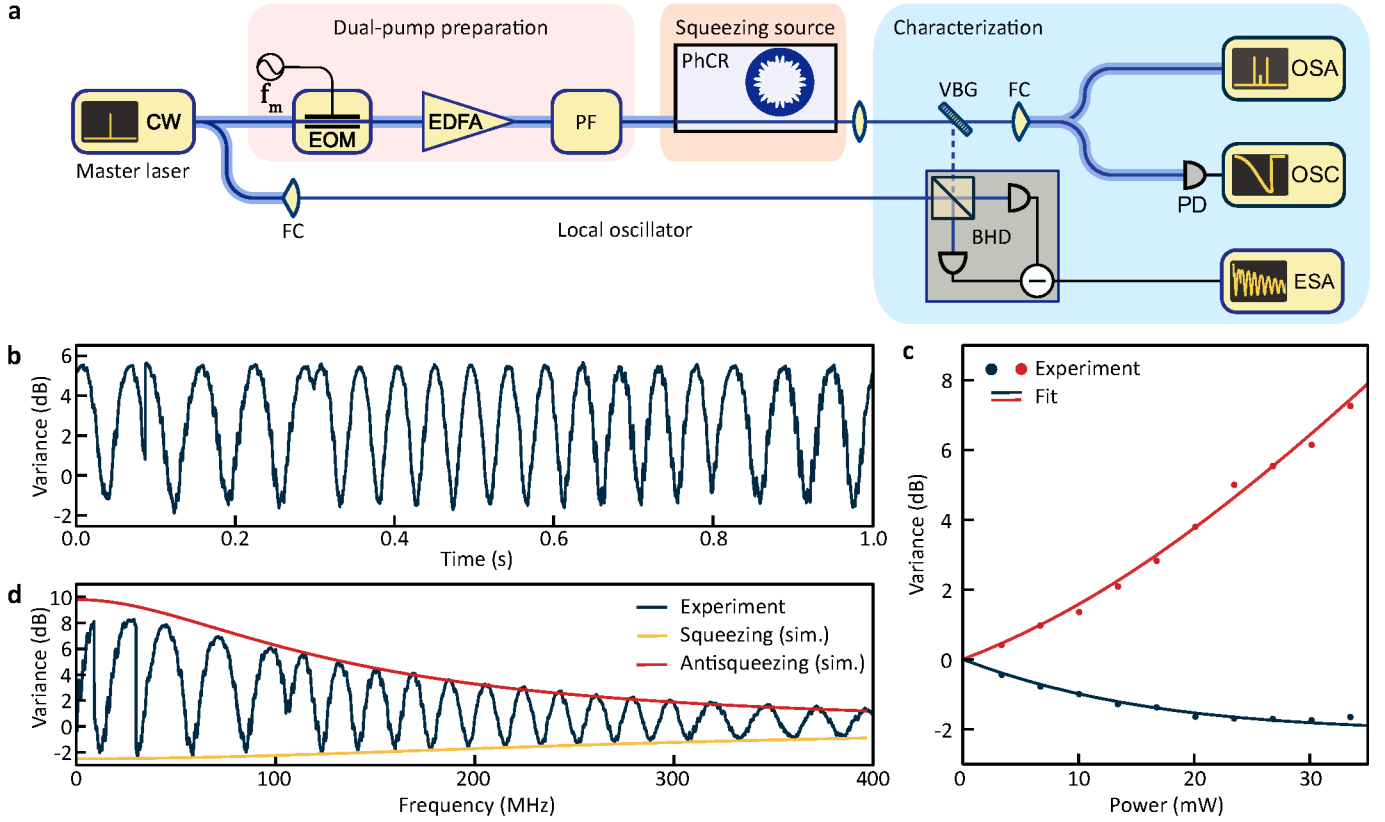 a
Dual-pump preparation
Squeezing source
Characterization
PhCR
fm
CW
EOM
EDFA
PF
VBG
FC
OSA
Master laser
FC
Local oscillator
BHD
PD
OSC
ESA
b
Variance (dB)
6
4
2
0
-2
0.0 0.2 0.4 0.6 0.8 1.0
Time (s)
c
Experiment
Fit
Variance (dB)
8
6
4
2
0
-2
0 10 20 30
Power (mW)
d
Variance (dB)
10
8
6
4
2
0
-2
Experiment
Squeezing (sim.)
Antisqueezing (sim.)
0 100 200 300 400
Frequency (MHz)